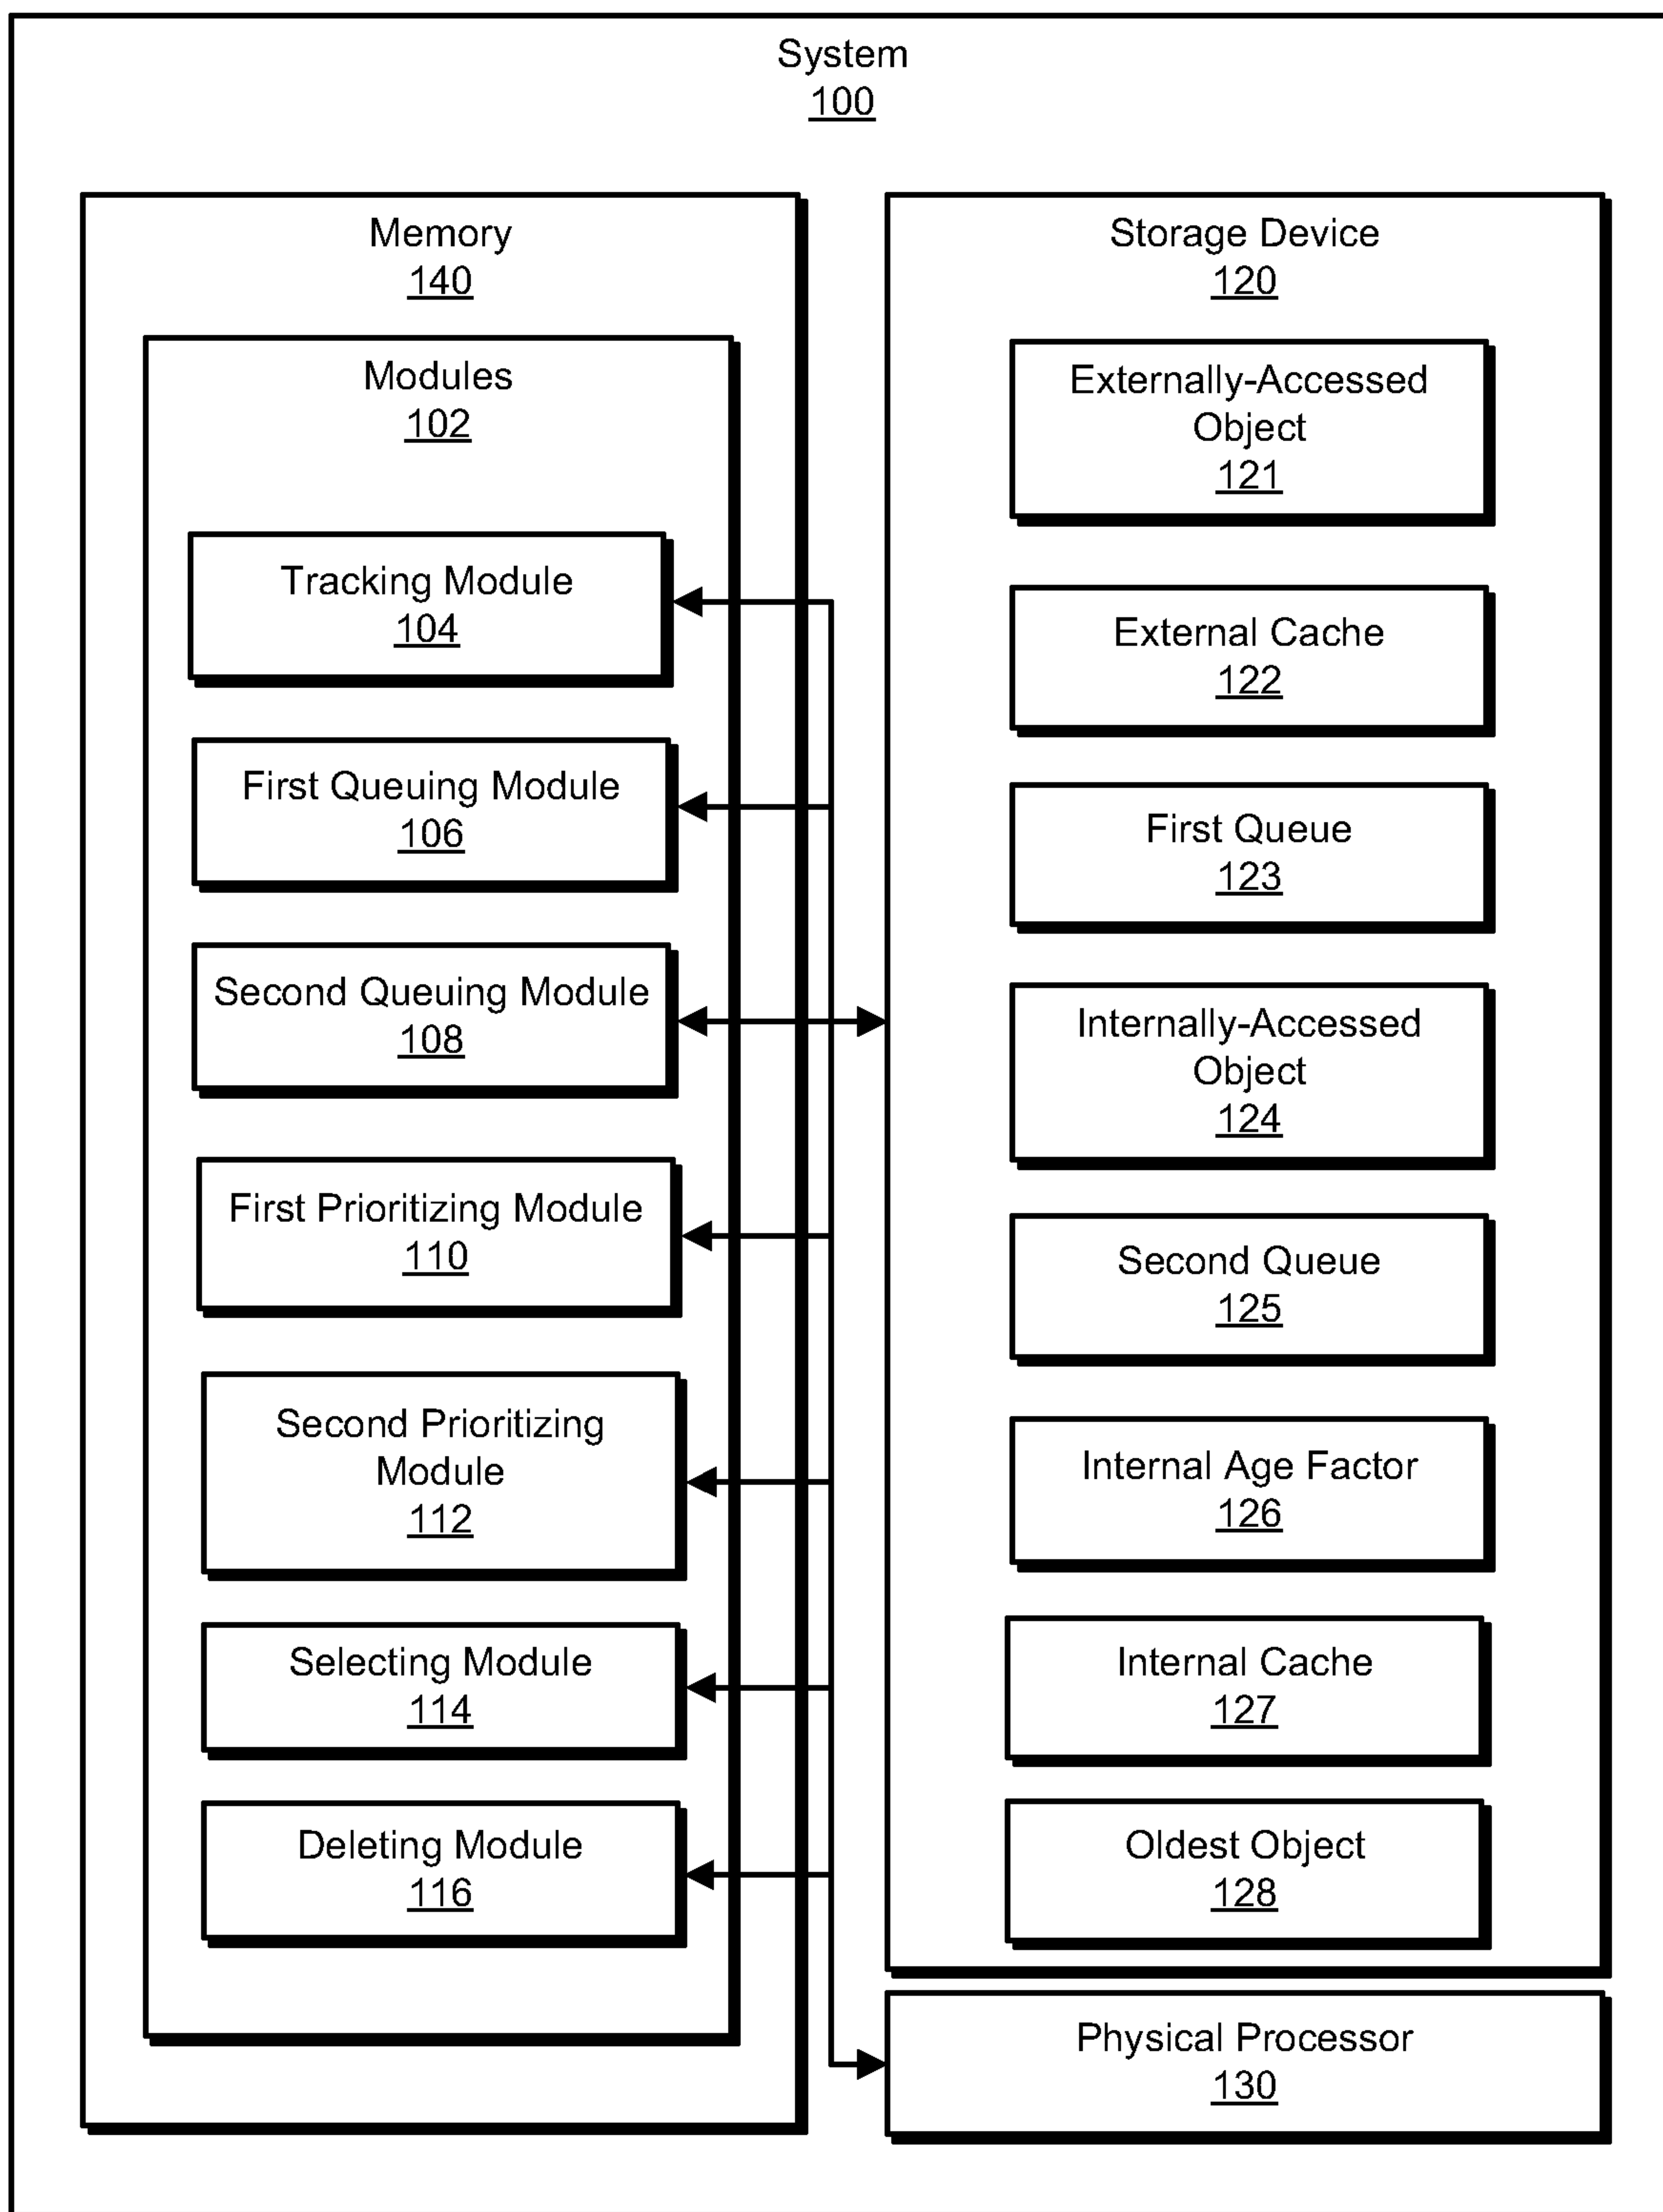 System
100
Memory
140
Modules
102
Tracking Module
104
First Queuing Module
106
Second Queuing Module
108
First Prioritizing Module
110
Second Prioritizing
Module
112
Selecting Module
114
Deleting Module
116
Storage Device
120
Externally-Accessed
Object
121
External Cache
122
First Queue
123
Internally-Accessed
Object
124
Second Queue
125
Internal Age Factor
126
Internal Cache
127
Oldest Object
128
Physical Processor
130